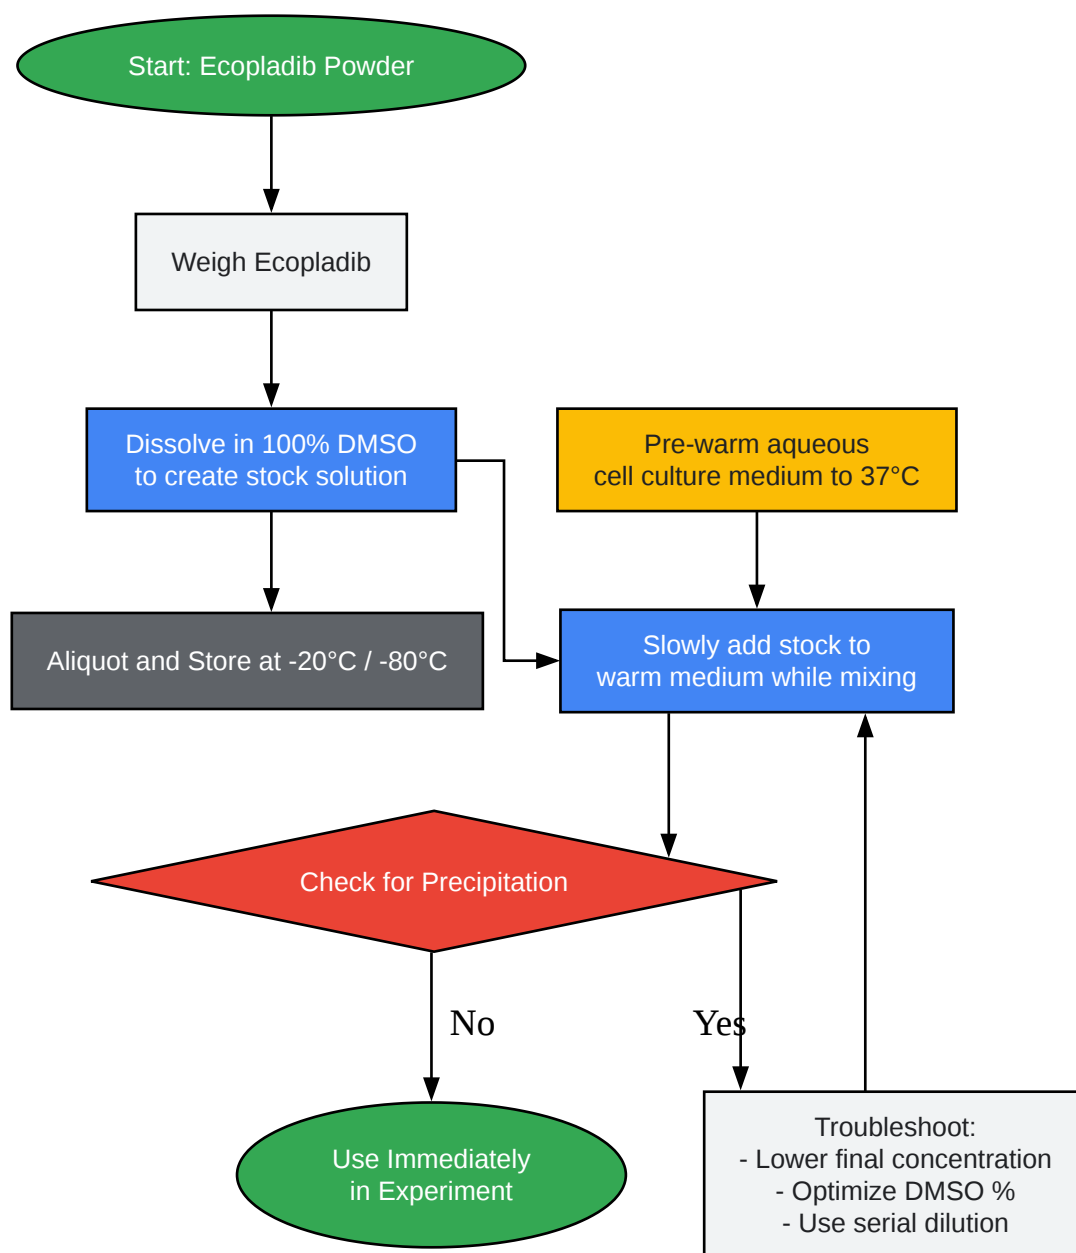 Start: Ecopladib Powder
Weigh Ecopladib
Dissolve in 100% DMSO
to create stock solution
Pre-warm aqueous
cell culture medium to 37°C
Aliquot and Store at -20°C / -80°C
Slowly add stock to
warm medium while mixing
Check for Precipitation
No
Yes
Use Immediately
in Experiment
Troubleshoot:
- Lower final concentration
- Optimize DMSO %
- Use serial dilution